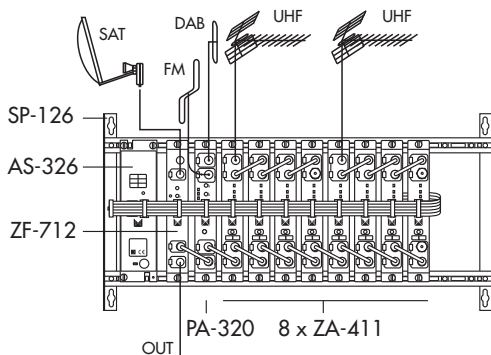 SAT
DAB
UHF
UHF
FM
SP-126
AS-326
ZF-712
PA-320
8 x ZA-411
OUT